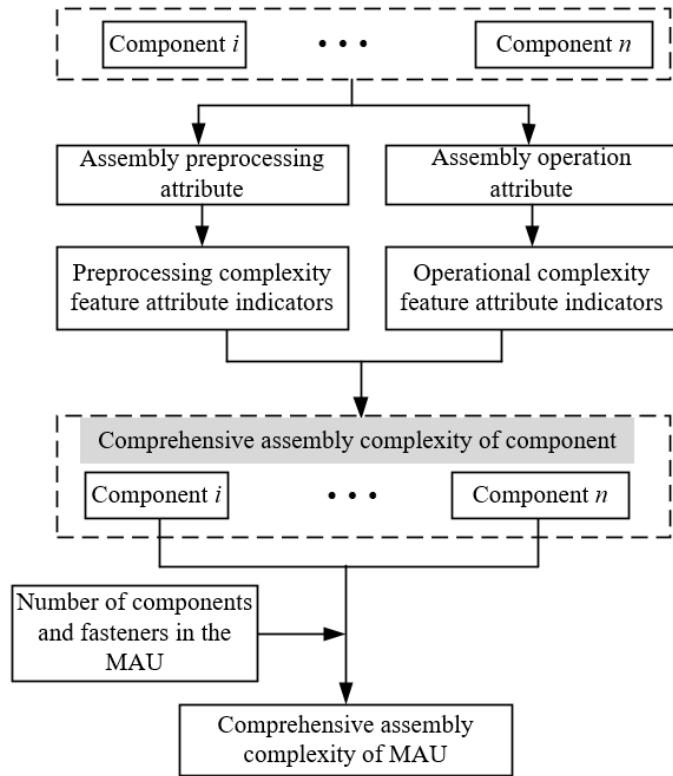 Component i
• • •
Component n
Assembly preprocessing
attribute
Assembly operation
attribute
Preprocessing complexity
feature attribute indicators
Operational complexity
feature attribute indicators
Comprehensive assembly complexity of component
Component i
• • •
Component n
Number of components
and fasteners in the
MAU
Comprehensive assembly
complexity of MAU